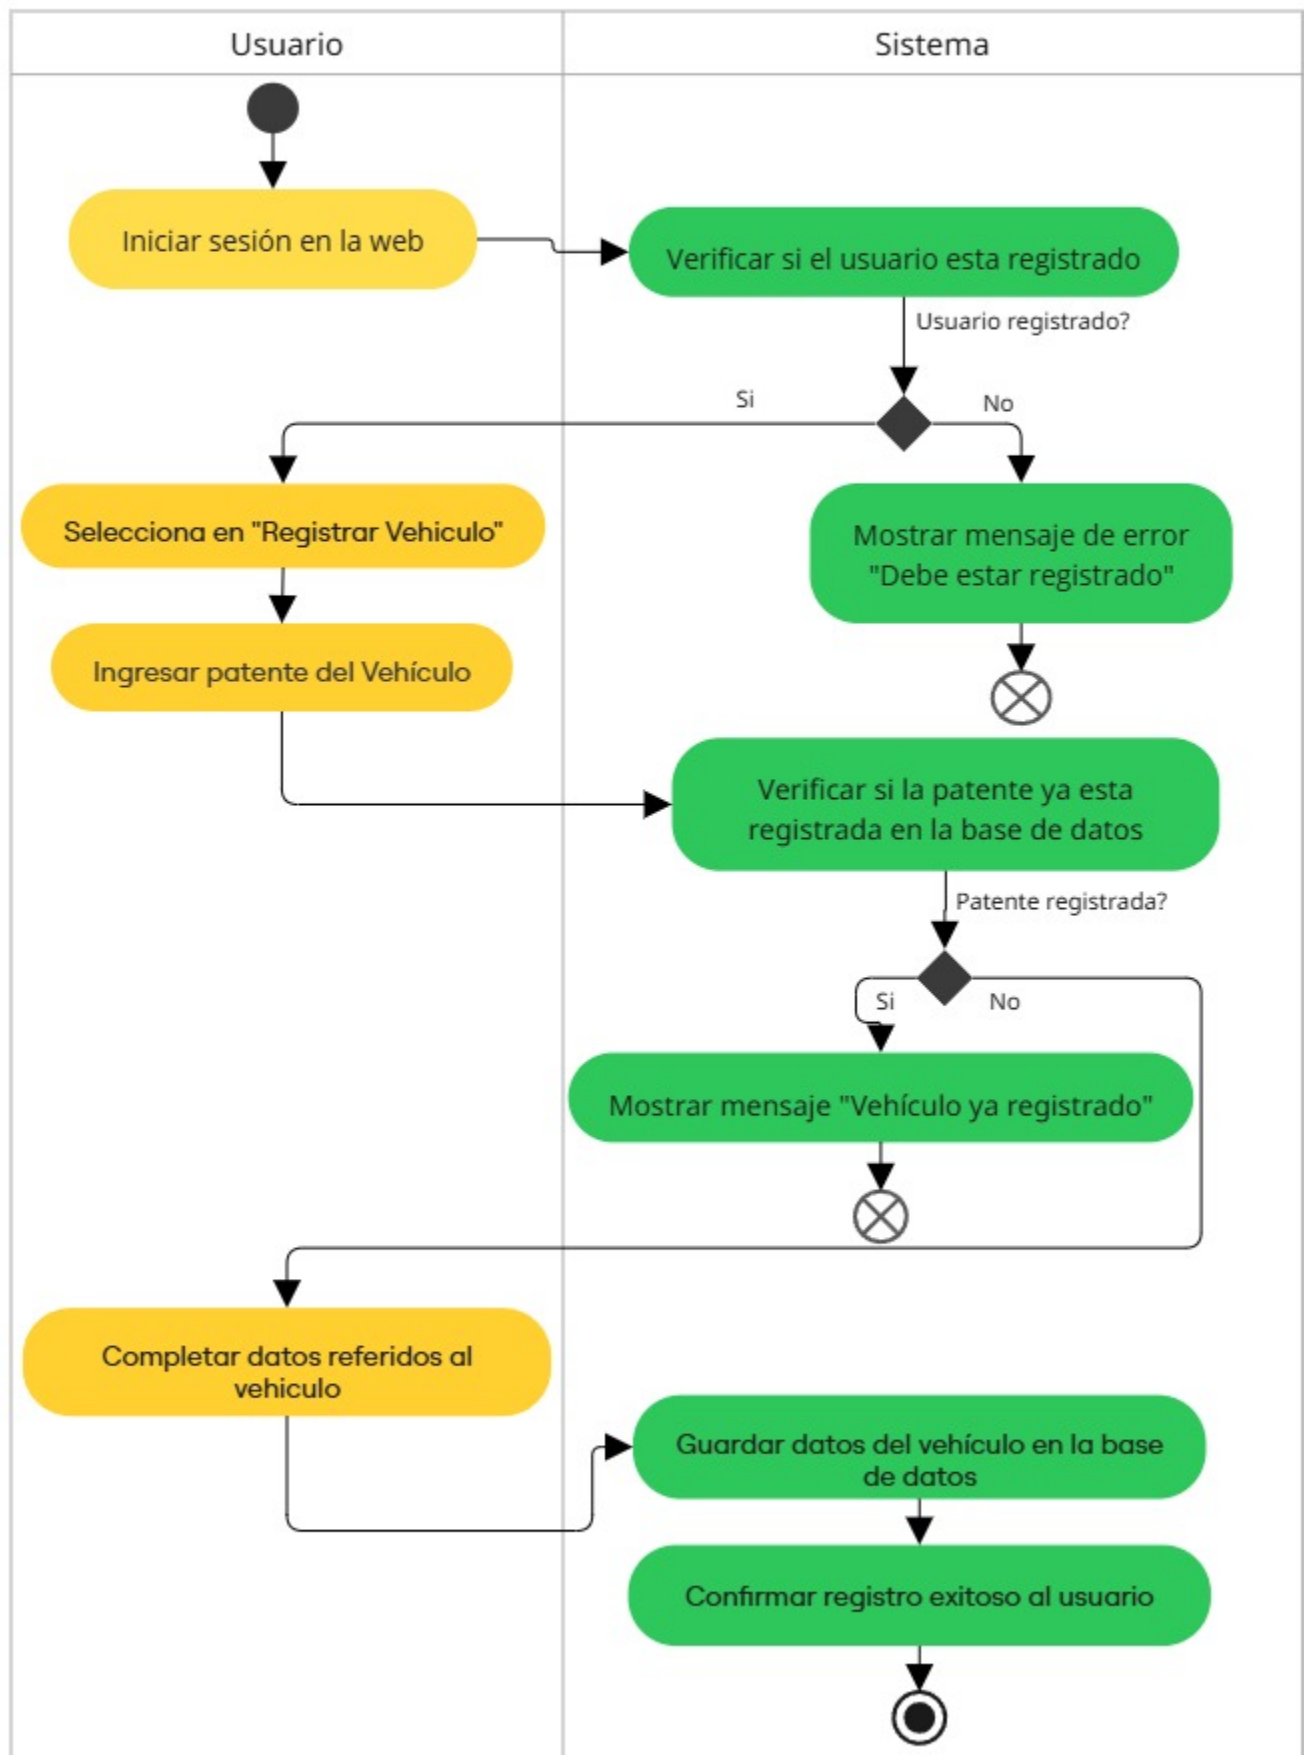 Usuario
Sistema
Iniciar sesión en la web
Verificar si el usuario esta registrado
Usuario registrado?
Si
No
Selecciona en "Registrar Vehiculo"
Mostrar mensaje de error
"Debe estar registrado"
Ingresar patente del Vehículo
Verificar si la patente ya esta
registrada en la base de datos
Patente registrada?
Si
No
Mostrar mensaje "Vehículo ya registrado"
Completar datos referidos al
vehiculo
Guardar datos del vehículo en la base
de datos
Confirmar registro exitoso al usuario